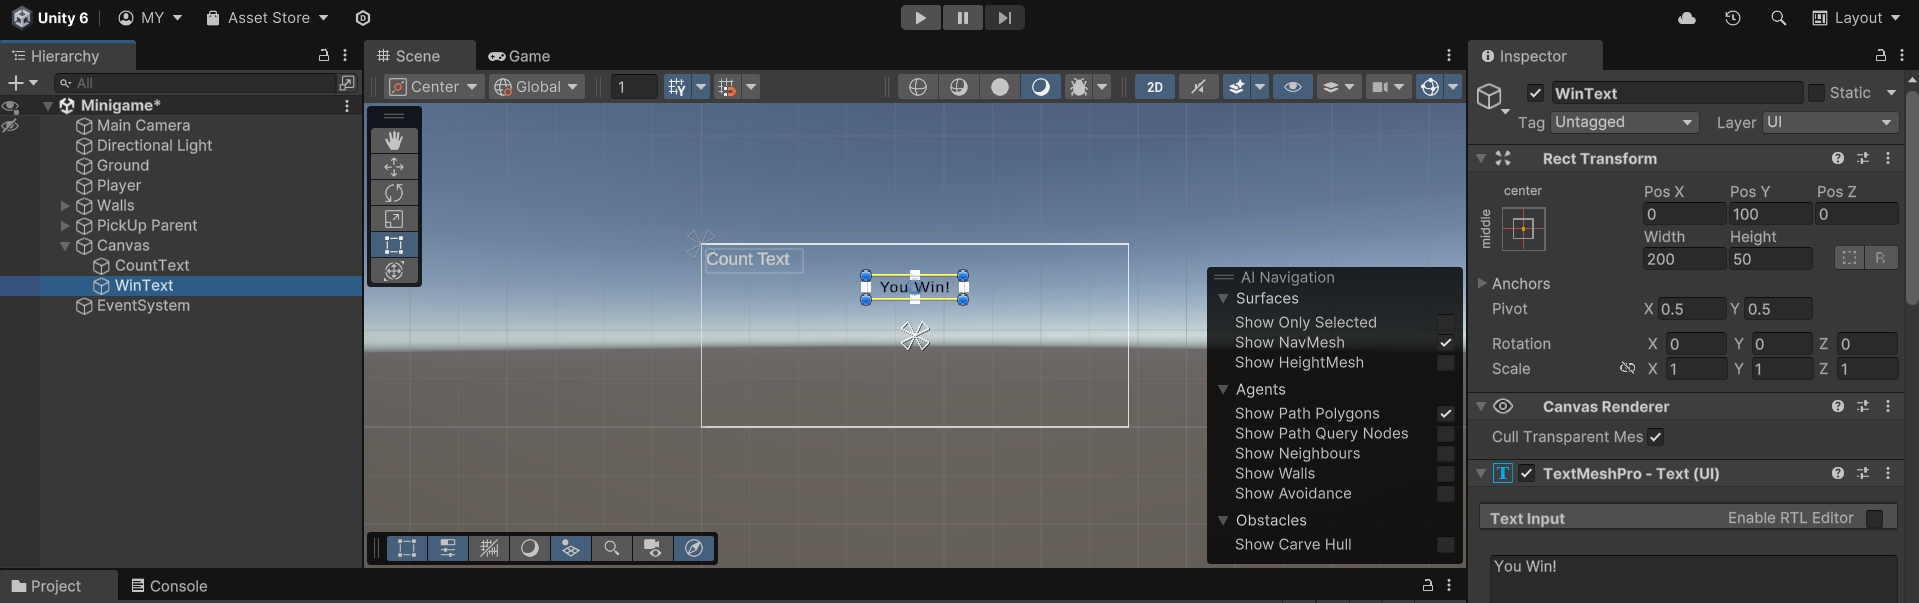 Unity 6 MY Asset Store Layout
Hierarchy
All
Minigame*
Main Camera
Directional Light
Ground
Player
Walls
PickUp Parent
Canvas
CountText
WinText
EventSystem
Scene Game
Center Global 1 2D
Count Text
You Win!
AI Navigation
Surfaces
Show Only Selected
Show NavMesh
Show HeightMesh
Agents
Show Path Polygons
Show Path Query Nodes
Show Neighbours
Show Walls
Show Avoidance
Obstacles
Show Carve Hull
Inspector
WinText Static
Tag Untagged Layer UI
Rect Transform
center
middle
Pos X Pos Y Pos Z
0 100 0
Width Height
200 50 R
Anchors
Pivot X 0.5 Y 0.5
Rotation X 0 Y 0 Z 0
Scale X 1 Y 1 Z 1
Canvas Renderer
Cull Transparent Mes
T TextMeshPro - Text (UI)
Text Input Enable RTL Editor
You Win!
Project Console